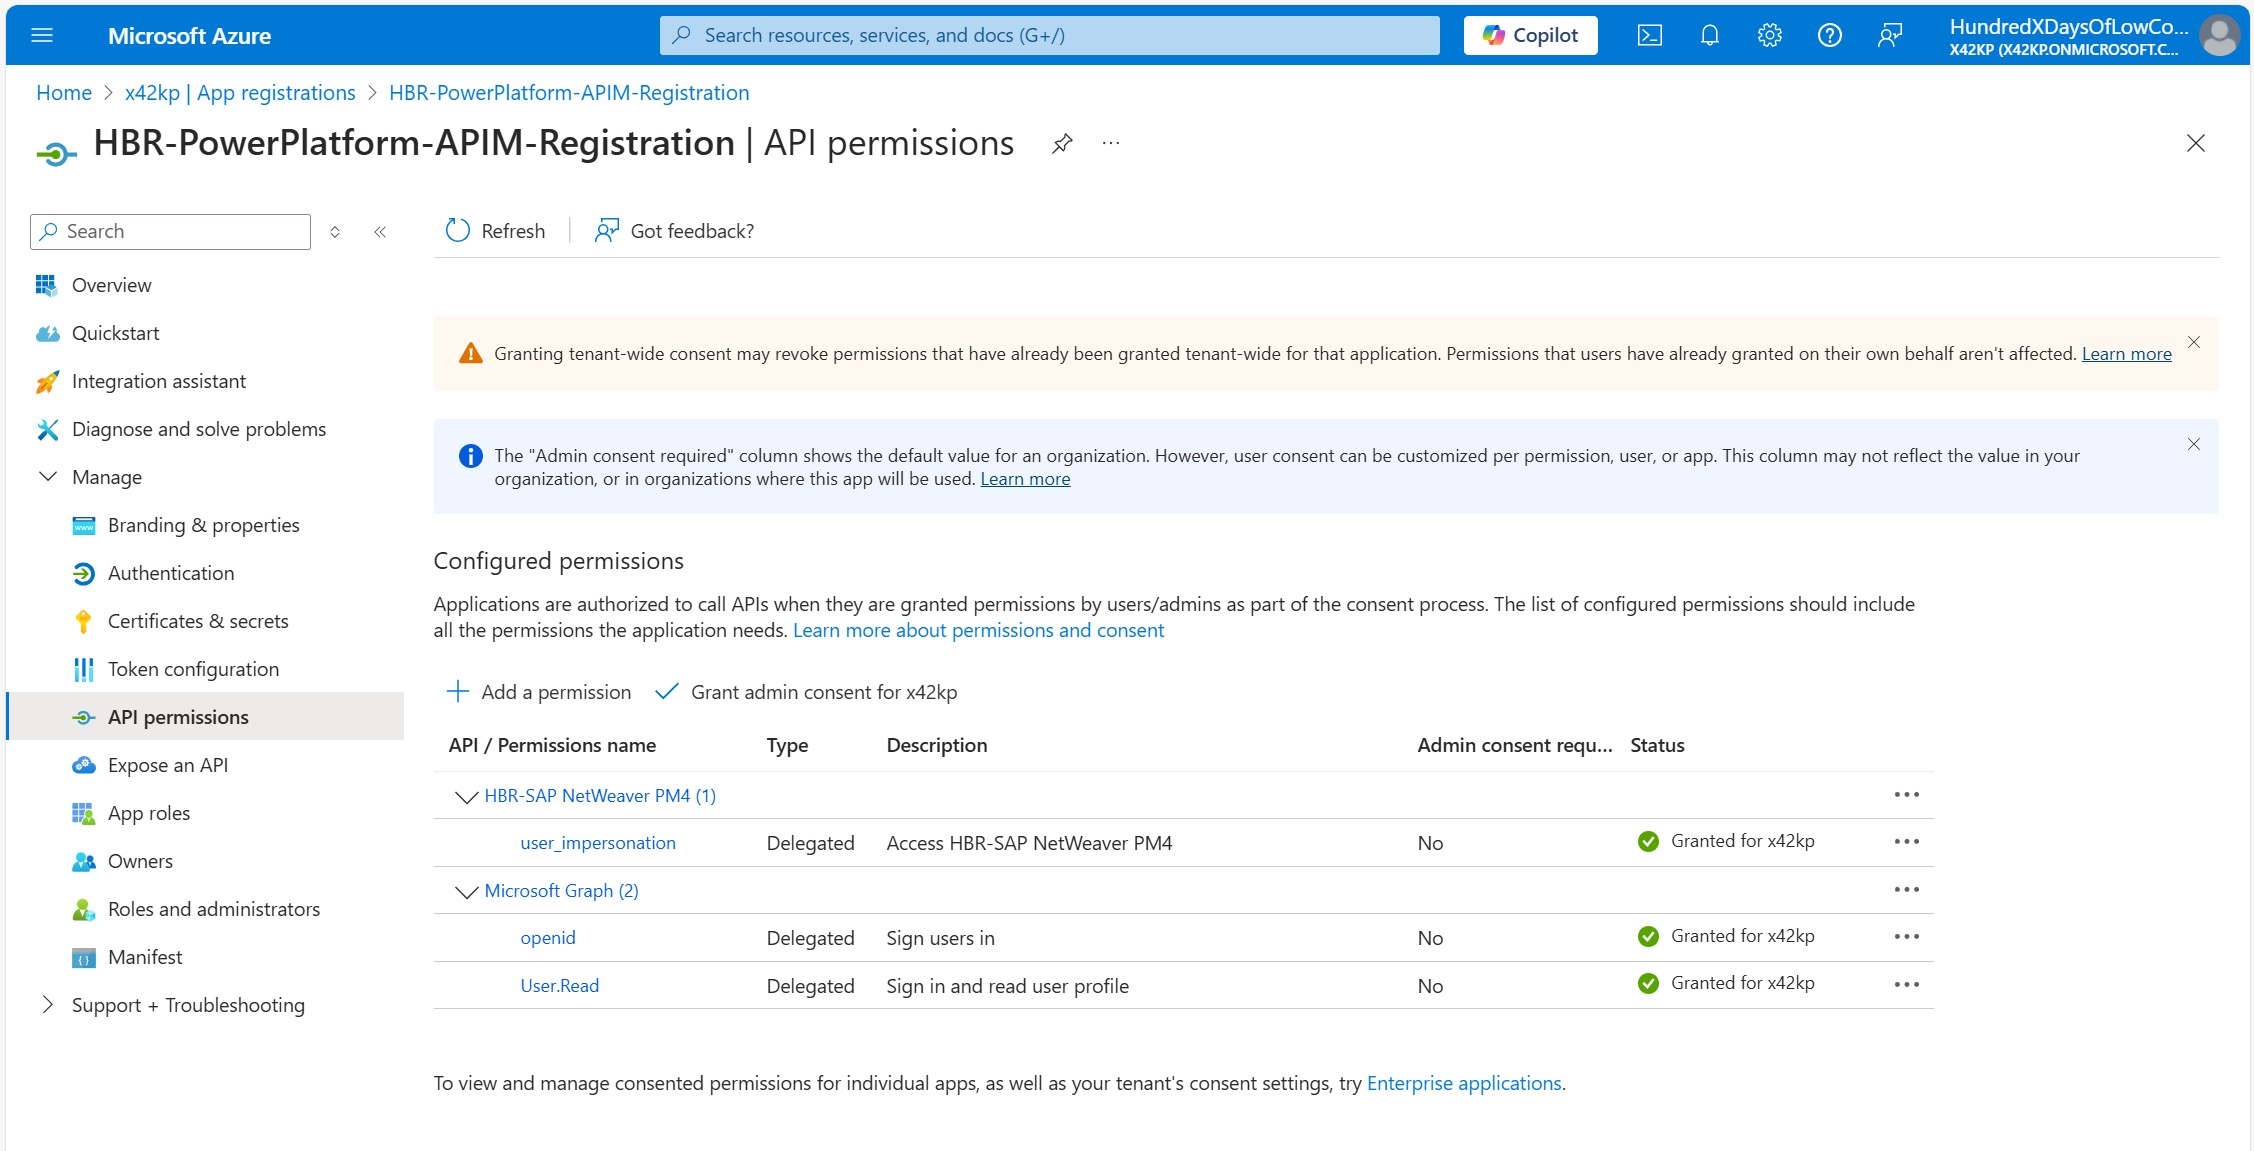 Microsoft Azure
Search resources, services, and docs (G+/)
Copilot
HundredXDaysOfLowCo...
X42KP (X42KP.ONMICROSOFT.C...
Home > x42kp | App registrations > HBR-PowerPlatform-APIM-Registration
HBR-PowerPlatform-APIM-Registration | API permissions
Search
Refresh
Got feedback?
Overview
Quickstart
Integration assistant
Diagnose and solve problems
Manage
Branding & properties
Authentication
Certificates & secrets
Token configuration
API permissions
Expose an API
App roles
Owners
Roles and administrators
Manifest
Support + Troubleshooting
Granting tenant-wide consent may revoke permissions that have already been granted tenant-wide for that application. Permissions that users have already granted on their own behalf aren't affected. Learn more
The "Admin consent required" column shows the default value for an organization. However, user consent can be customized per permission, user, or app. This column may not reflect the value in your
organization, or in organizations where this app will be used. Learn more
Configured permissions
Applications are authorized to call APIs when they are granted permissions by users/admins as part of the consent process. The list of configured permissions should include
all the permissions the application needs. Learn more about permissions and consent
Add a permission
Grant admin consent for x42kp
API / Permissions name Type Description Admin consent requ... Status
HBR-SAP NetWeaver PM4 (1)
user_impersonation Delegated Access HBR-SAP NetWeaver PM4 No Granted for x42kp
Microsoft Graph (2)
openid Delegated Sign users in No Granted for x42kp
User.Read Delegated Sign in and read user profile No Granted for x42kp
To view and manage consented permissions for individual apps, as well as your tenant's consent settings, try Enterprise applications.